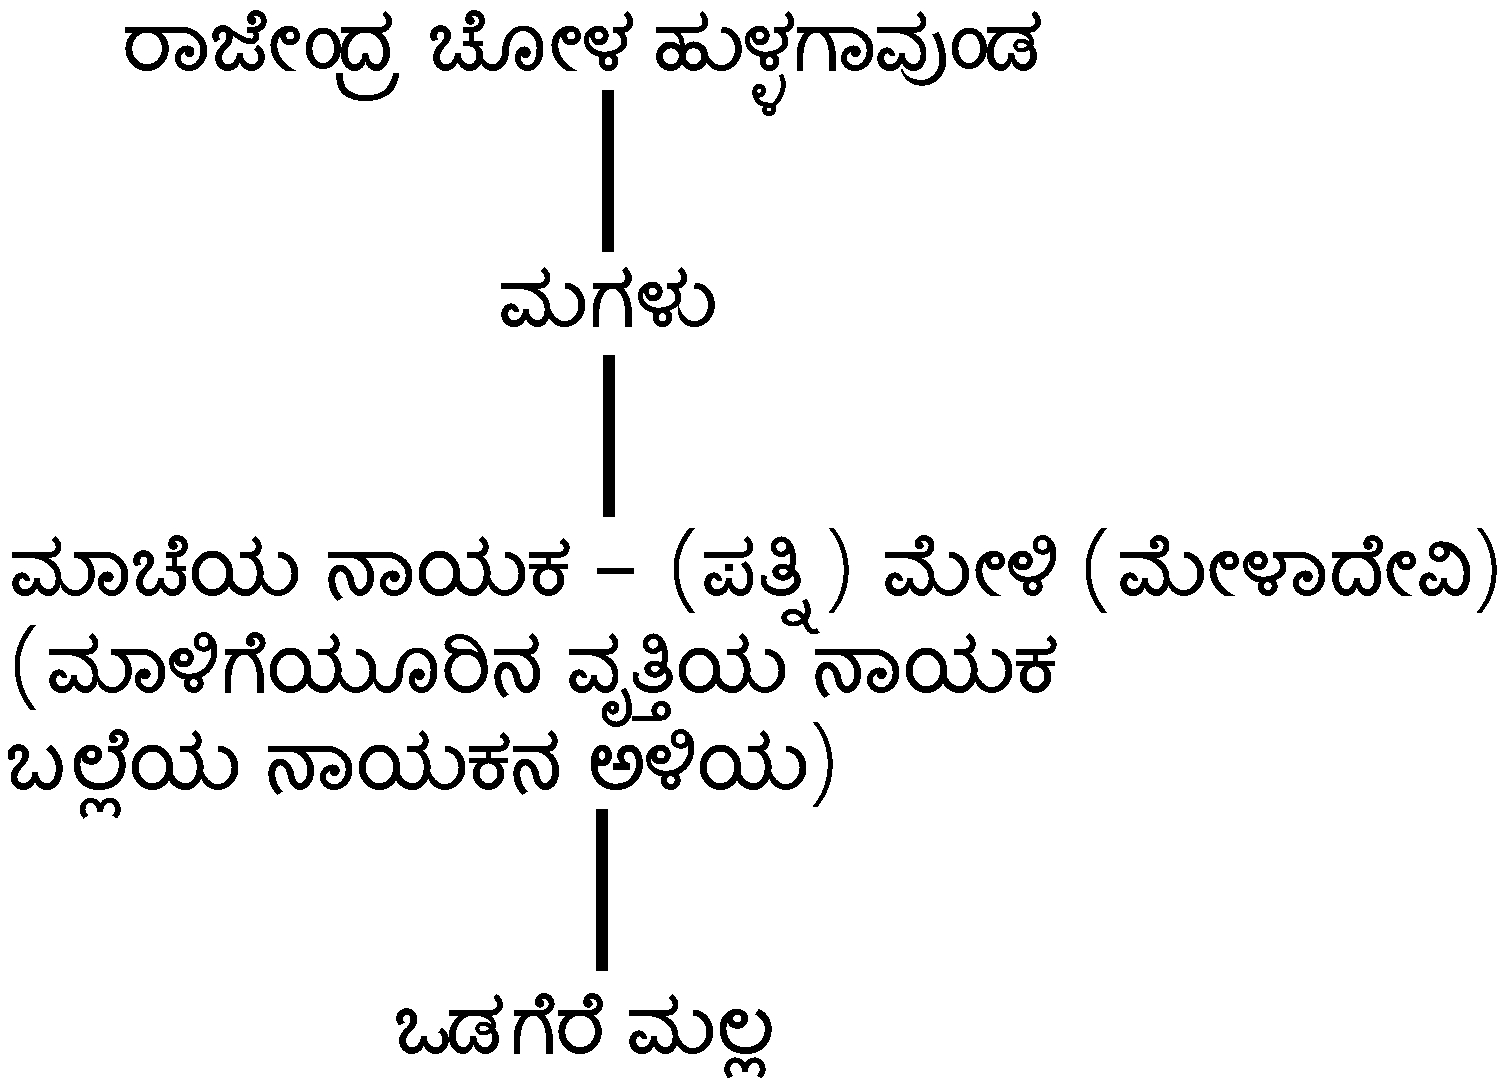 ರಾಜೇಂದ್ರ ಚೋಳ ಹುಳ್ಳಗಾವುಂಡ
ಮಗಳು
ಮಾಚೆಯ ನಾಯಕ – (ಪತ್ನಿ) ಮೇಳಿ (ಮೇಳಾದೇವಿ)
(ಮಾಳಿಗೆಯೂರಿನ ವೃತ್ತಿಯ ನಾಯಕ
ಬಲ್ಲೆಯ ನಾಯಕನ ಅಳಿಯ)
ಒಡಗೆರೆ ಮಲ್ಲ